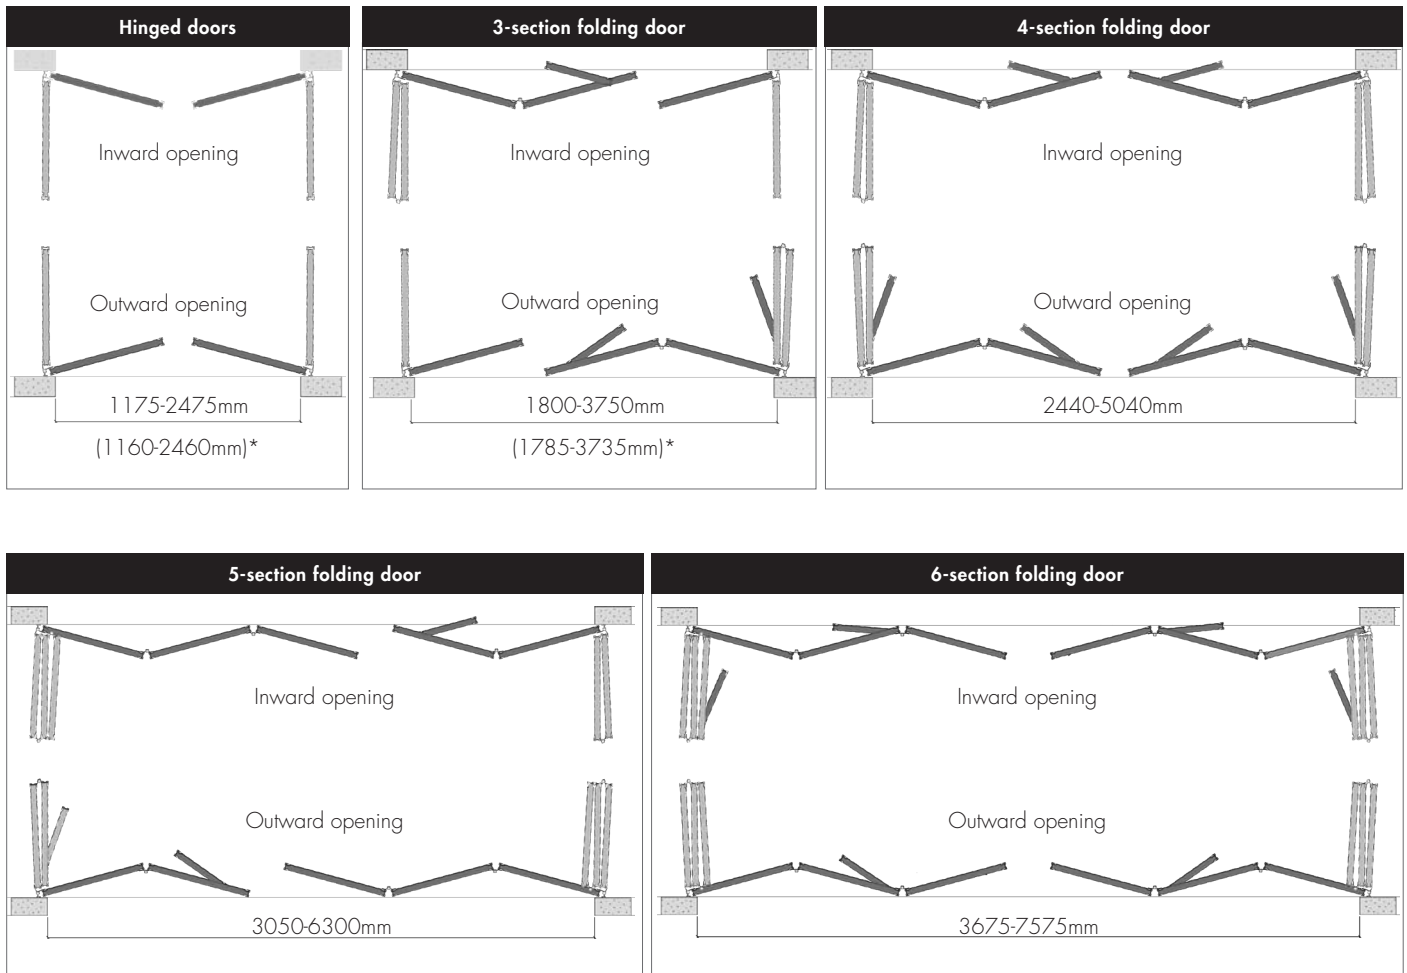 Hinged doors
Inward opening
Outward opening
1175-2475mm
(1160-2460mm)*
3-section folding door
Inward opening
Outward opening
1800-3750mm
(1785-3735mm)*
4-section folding door
Inward opening
Outward opening
2440-5040mm
5-section folding door
Inward opening
Outward opening
3050-6300mm
6-section folding door
Inward opening
Outward opening
3675-7575mm